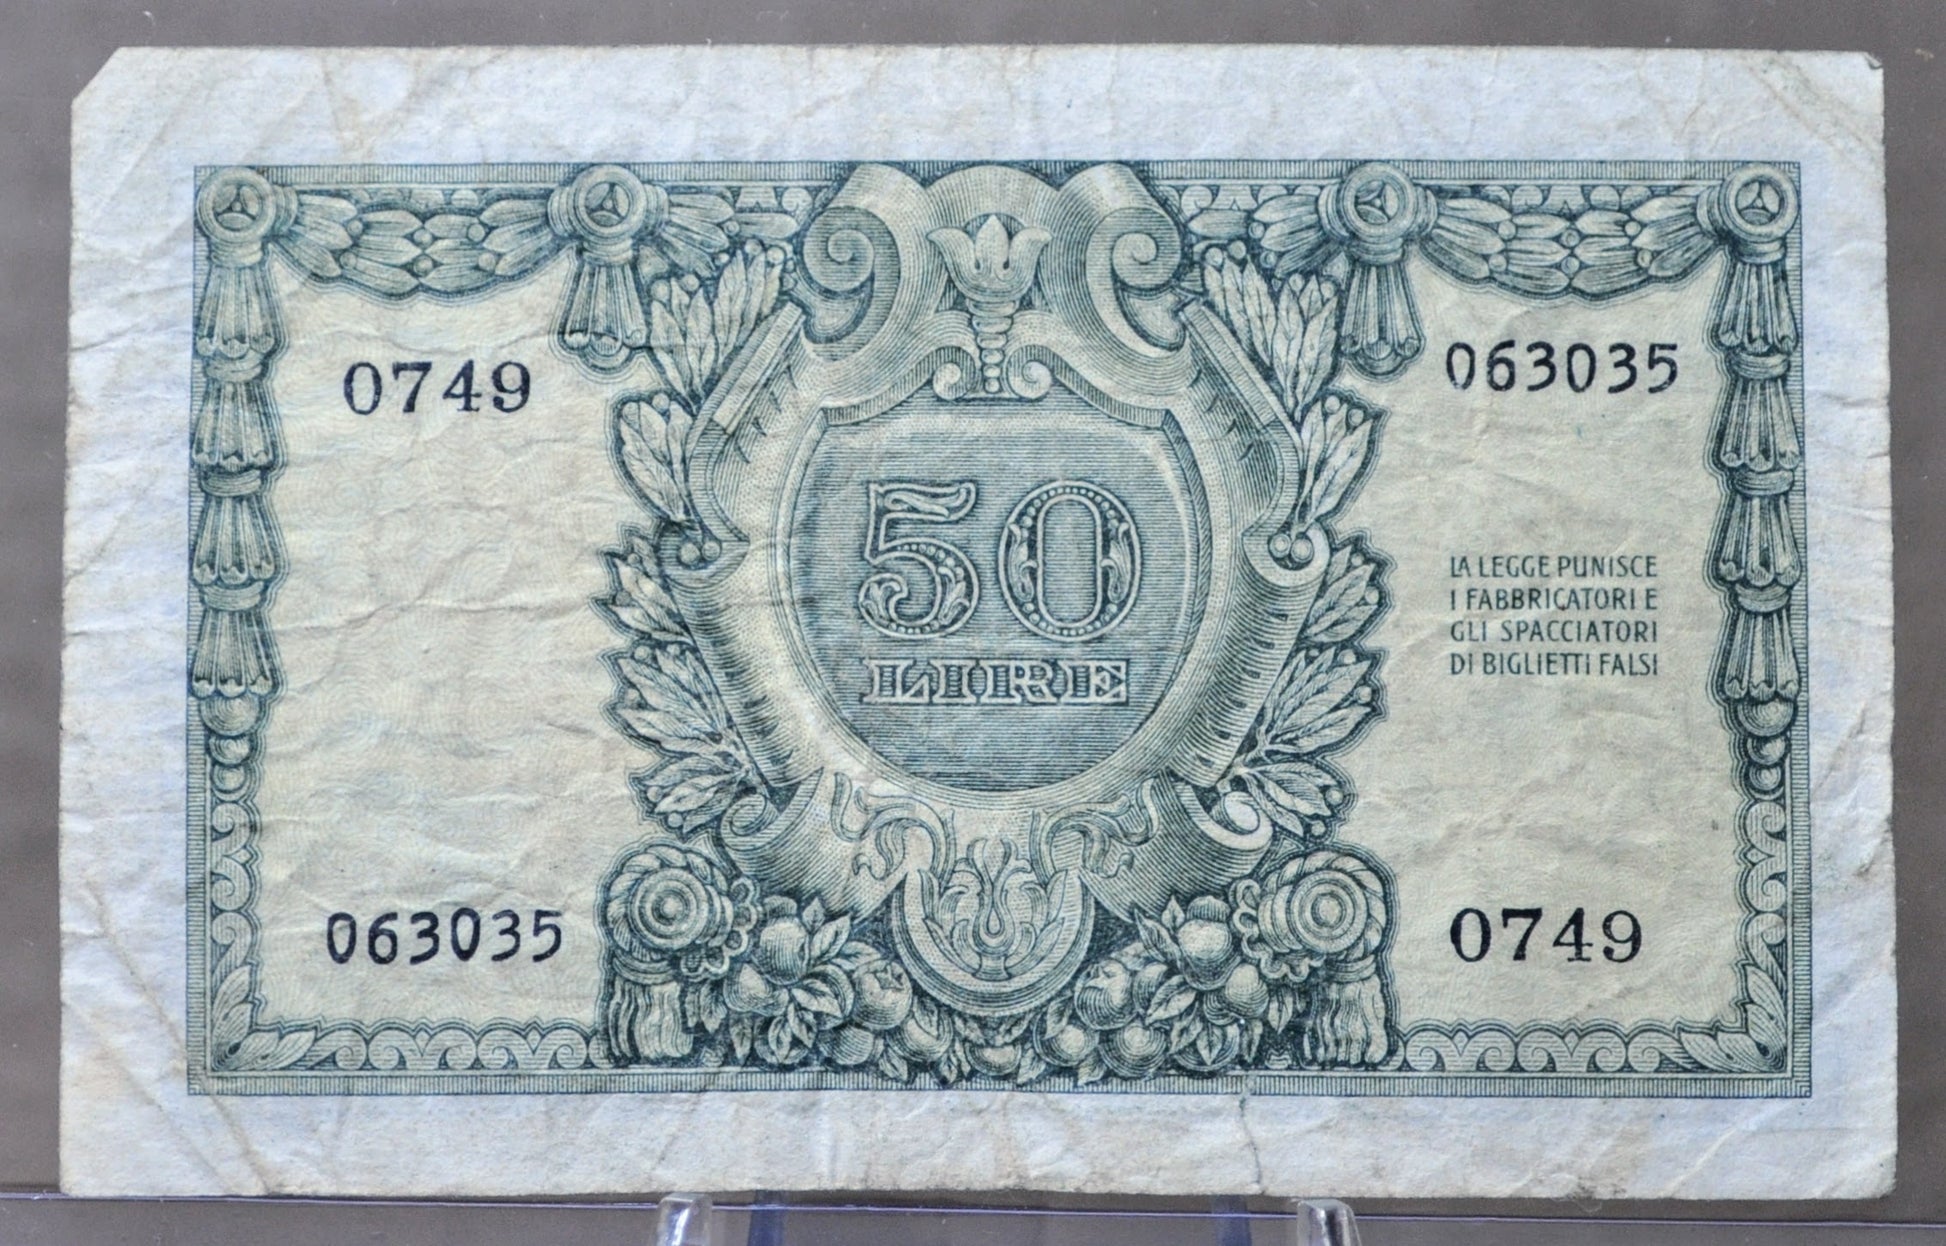 0749
063035
50
LIRE
LA LEGGE PUNISCE
I FABBRICATORI E
GLI SPACCIATORI
DI BIGLIETTI FALSI
063035
0749